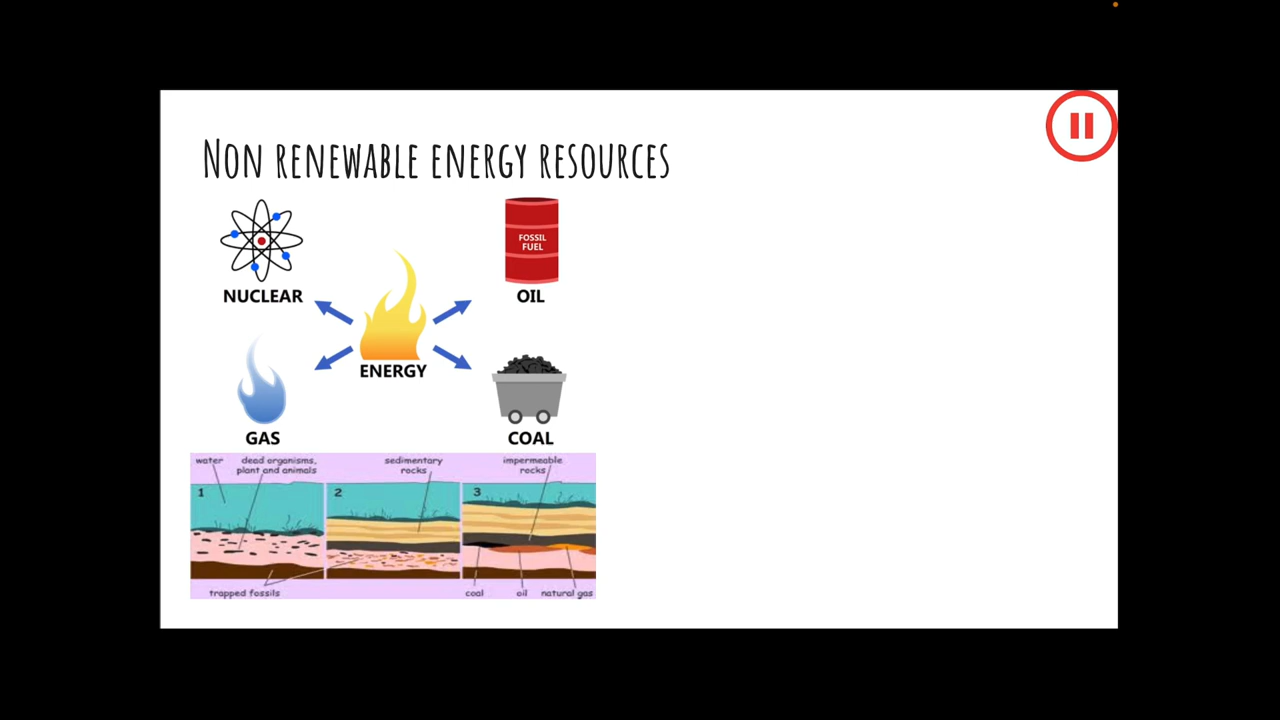 Non renewable energy resources
FOSSIL
FUEL
NUCLEAR
OIL
ENERGY
GAS
COAL
water
dead organisms,
plant and animals
sedimentary
rocks
impermeable
rocks
1
2
3
trapped fossils
coal
oil
natural gas